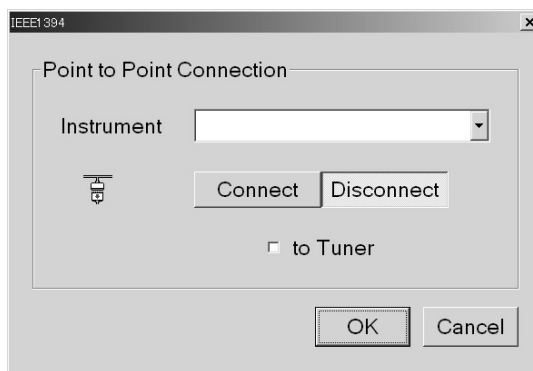 IEEE1394
Point to Point Connection
Instrument
Connect Disconnect
to Tuner
OK Cancel